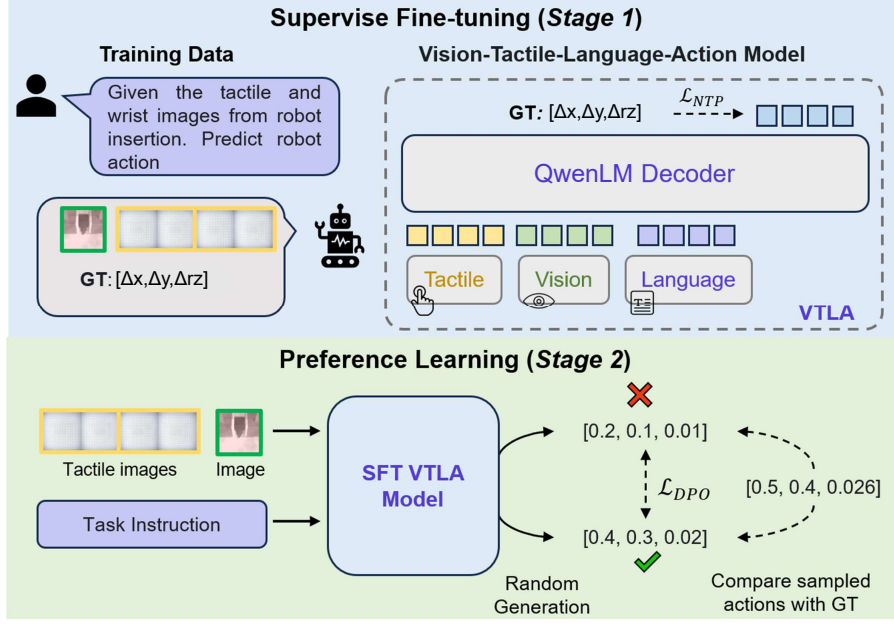 Supervise Fine-tuning (Stage 1)
Training Data
Given the tactile and
wrist images from robot
insertion. Predict robot
action
GT: [Δx,Δy,Δrz]
Vision-Tactile-Language-Action Model
GT: [Δx,Δy,Δrz]
ℒNTP
QwenLM Decoder
Tactile
Vision
Language
T
VTLA
Preference Learning (Stage 2)
Tactile images
Image
Task Instruction
SFT VTLA
Model
[0.2, 0.1, 0.01]
ℒDPO
[0.5, 0.4, 0.026]
[0.4, 0.3, 0.02]
Random
Generation
Compare sampled
actions with GT